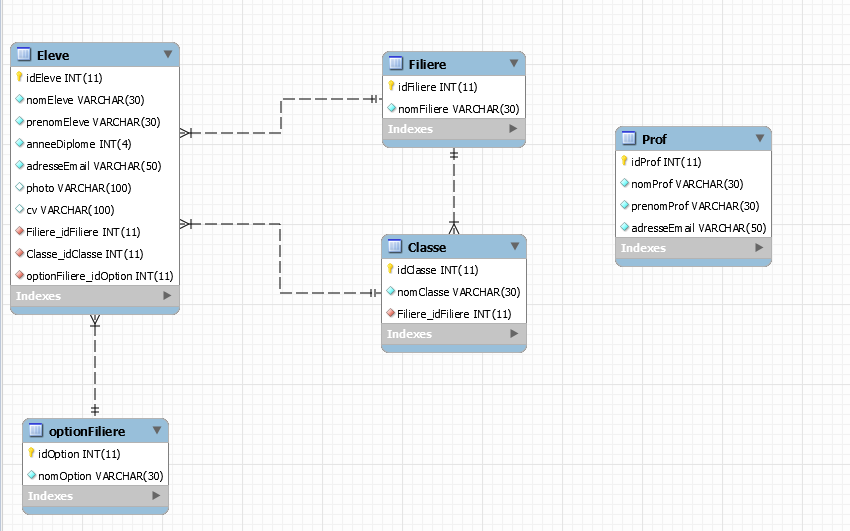 Eleve
idEleve INT(11)
nomEleve VARCHAR(30)
prenomEleve VARCHAR(30)
anneeDiplome INT(4)
adresseEmail VARCHAR(50)
photo VARCHAR(100)
cv VARCHAR(100)
Filiere_idFiliere INT(11)
Classe_idClasse INT(11)
optionFiliere_idOption INT(11)
Indexes
Filiere
idFiliere INT(11)
nomFiliere VARCHAR(30)
Indexes
Classe
idClasse INT(11)
nomClasse VARCHAR(30)
Filiere_idFiliere INT(11)
Indexes
Prof
idProf INT(11)
nomProf VARCHAR(30)
prenomProf VARCHAR(30)
adresseEmail VARCHAR(50)
Indexes
optionFiliere
idOption INT(11)
nomOption VARCHAR(30)
Indexes